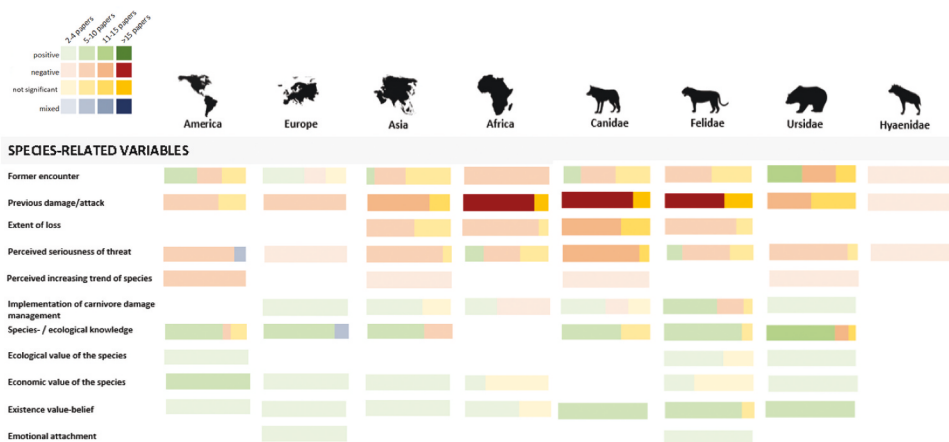 2-4 papers
5-10 papers
11-15 papers
>15 papers
positive
negative
not significant
mixed
America
Europe
Asia
Africa
Canidae
Felidae
Ursidae
Hyaenidae
SPECIES-RELATED VARIABLES
Former encounter
Previous damage/attack
Extent of loss
Perceived seriousness of threat
Perceived increasing trend of species
Implementation of carnivore damage
management
Species- / ecological knowledge
Ecological value of the species
Economic value of the species
Existence value-belief
Emotional attachment